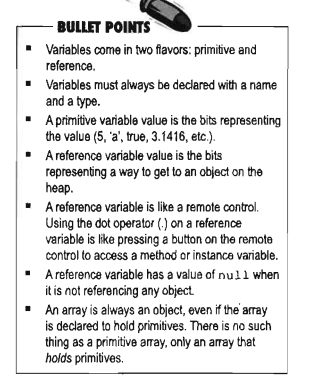 BULLET POINTS
▪ Variables come in two flavors: primitive and
reference.
▪ Variables must always be declared with a name
and a type.
▪ A primitive variable value is the bits representing
the value (5, 'a', true, 3.1416, etc.).
▪ A reference variable value is the bits
representing a way to get to an object on the
heap.
▪ A reference variable is like a remote control.
Using the dot operator (.) on a reference
variable is like pressing a button on the remote
control to access a method or instance variable.
▪ A reference variable has a value of null when
it is not referencing any object.
▪ An array is always an object, even if the array
is declared to hold primitives. There is no such
thing as a primitive array, only an array that
holds primitives.